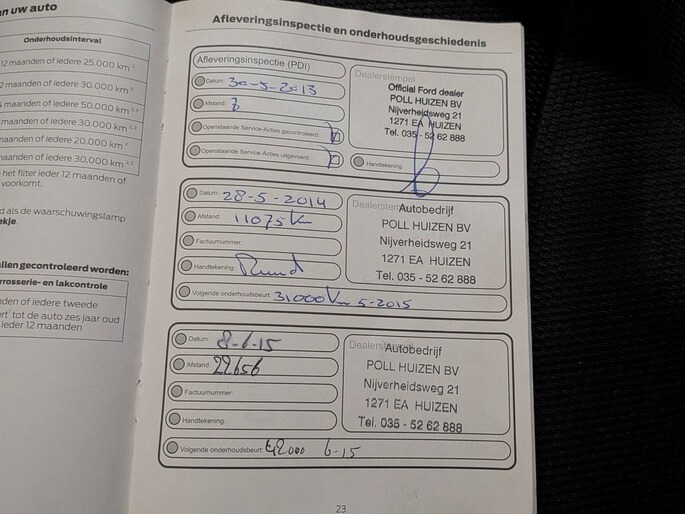 an uw auto
Onderhoudsinterval
12 maanden of iedere 25.000 km
maanden of iedere 30.000 km
maanden of iedere 50.000 km
maanden of iedere 30.000 km
maanden of iedere 20.000 km
maanden of iedere 30.000 km
het filter ieder 12 maanden of
voorkomt.
d als de waarschuwingslamp
ekje.
llen gecontroleerd worden:
rrosserie- en lakcontrole
nden of iedere tweede
ort tot de auto zes jaar oud
ieder 12 maanden
Afleveringsinspectie en onderhoudsgeschiedenis
Afleveringsinspectie (PDI)
Datum: 30-5-2013
Afstand:
Openstaande Service-Acties gecontroleerd:
Openstaande Service-Acties uitgevoerd:
Dealerstempel
Official Ford dealer
POLL HUIZEN BV
Nijverheidsweg 21
1271 EA HUIZEN
Tel. 035 - 52 62 888
Handtekening:
Datum: 28-5-2014
Afstand: 11075 Km
Factuurnummer:
Handtekening:
Volgende onderhoudsbeurt: 31000 Km 5-2015
Dealerstempel
Autobedrijf
POLL HUIZEN BV
Nijverheidsweg 21
1271 EA HUIZEN
Tel. 035 - 52 62 888
Datum: 8-6-15
Afstand: 22656
Factuurnummer:
Handtekening:
Volgende onderhoudsbeurt: 42000 6-15
Dealerstempel
Autobedrijf
POLL HUIZEN BV
Nijverheidsweg 21
1271 EA HUIZEN
Tel. 035 - 52 62 888
23